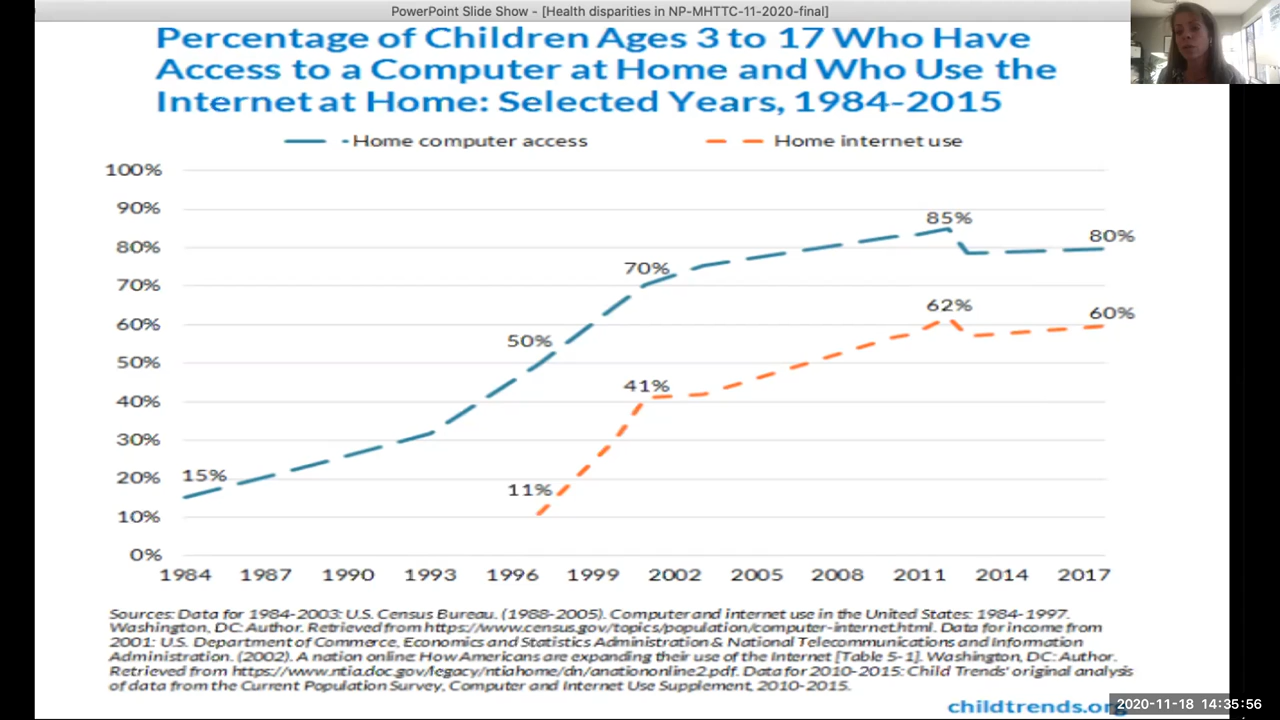 PowerPoint Slide Show - [Health disparities in NP-MHTTC-11-2020-final]
Percentage of Children Ages 3 to 17 Who Have
Access to a Computer at Home and Who Use the
Internet at Home: Selected Years, 1984-2015
Home computer access
Home internet use
100%
90%
80%
70%
60%
50%
40%
30%
20%
10%
0%
15%
50%
70%
85%
80%
11%
41%
62%
60%
1984 1987 1990 1993 1996 1999 2002 2005 2008 2011 2014 2017
Sources: Data for 1984-2003: U.S. Census Bureau. (1988-2005). Computer and internet use in the United States: 1984-1997.
Washington, DC: Author. Retrieved from https://www.census.gov/topics/population/computer-internet.html. Data for income from
2001: U.S. Department of Commerce, Economics and Statistics Administration & National Telecommunications and Information
Administration. (2002). A nation online: How Americans are expanding their use of the Internet [Table 5-1]. Washington, DC: Author.
Retrieved from https://www.ntia.doc.gov/legacy/ntiahome/dn/anationonline2.pdf. Data for 2010-2015: Child Trends' original analysis
of data from the Current Population Survey, Computer and Internet Use Supplement, 2010-2015.
childtrends.org
2020-11-18 14:35:56